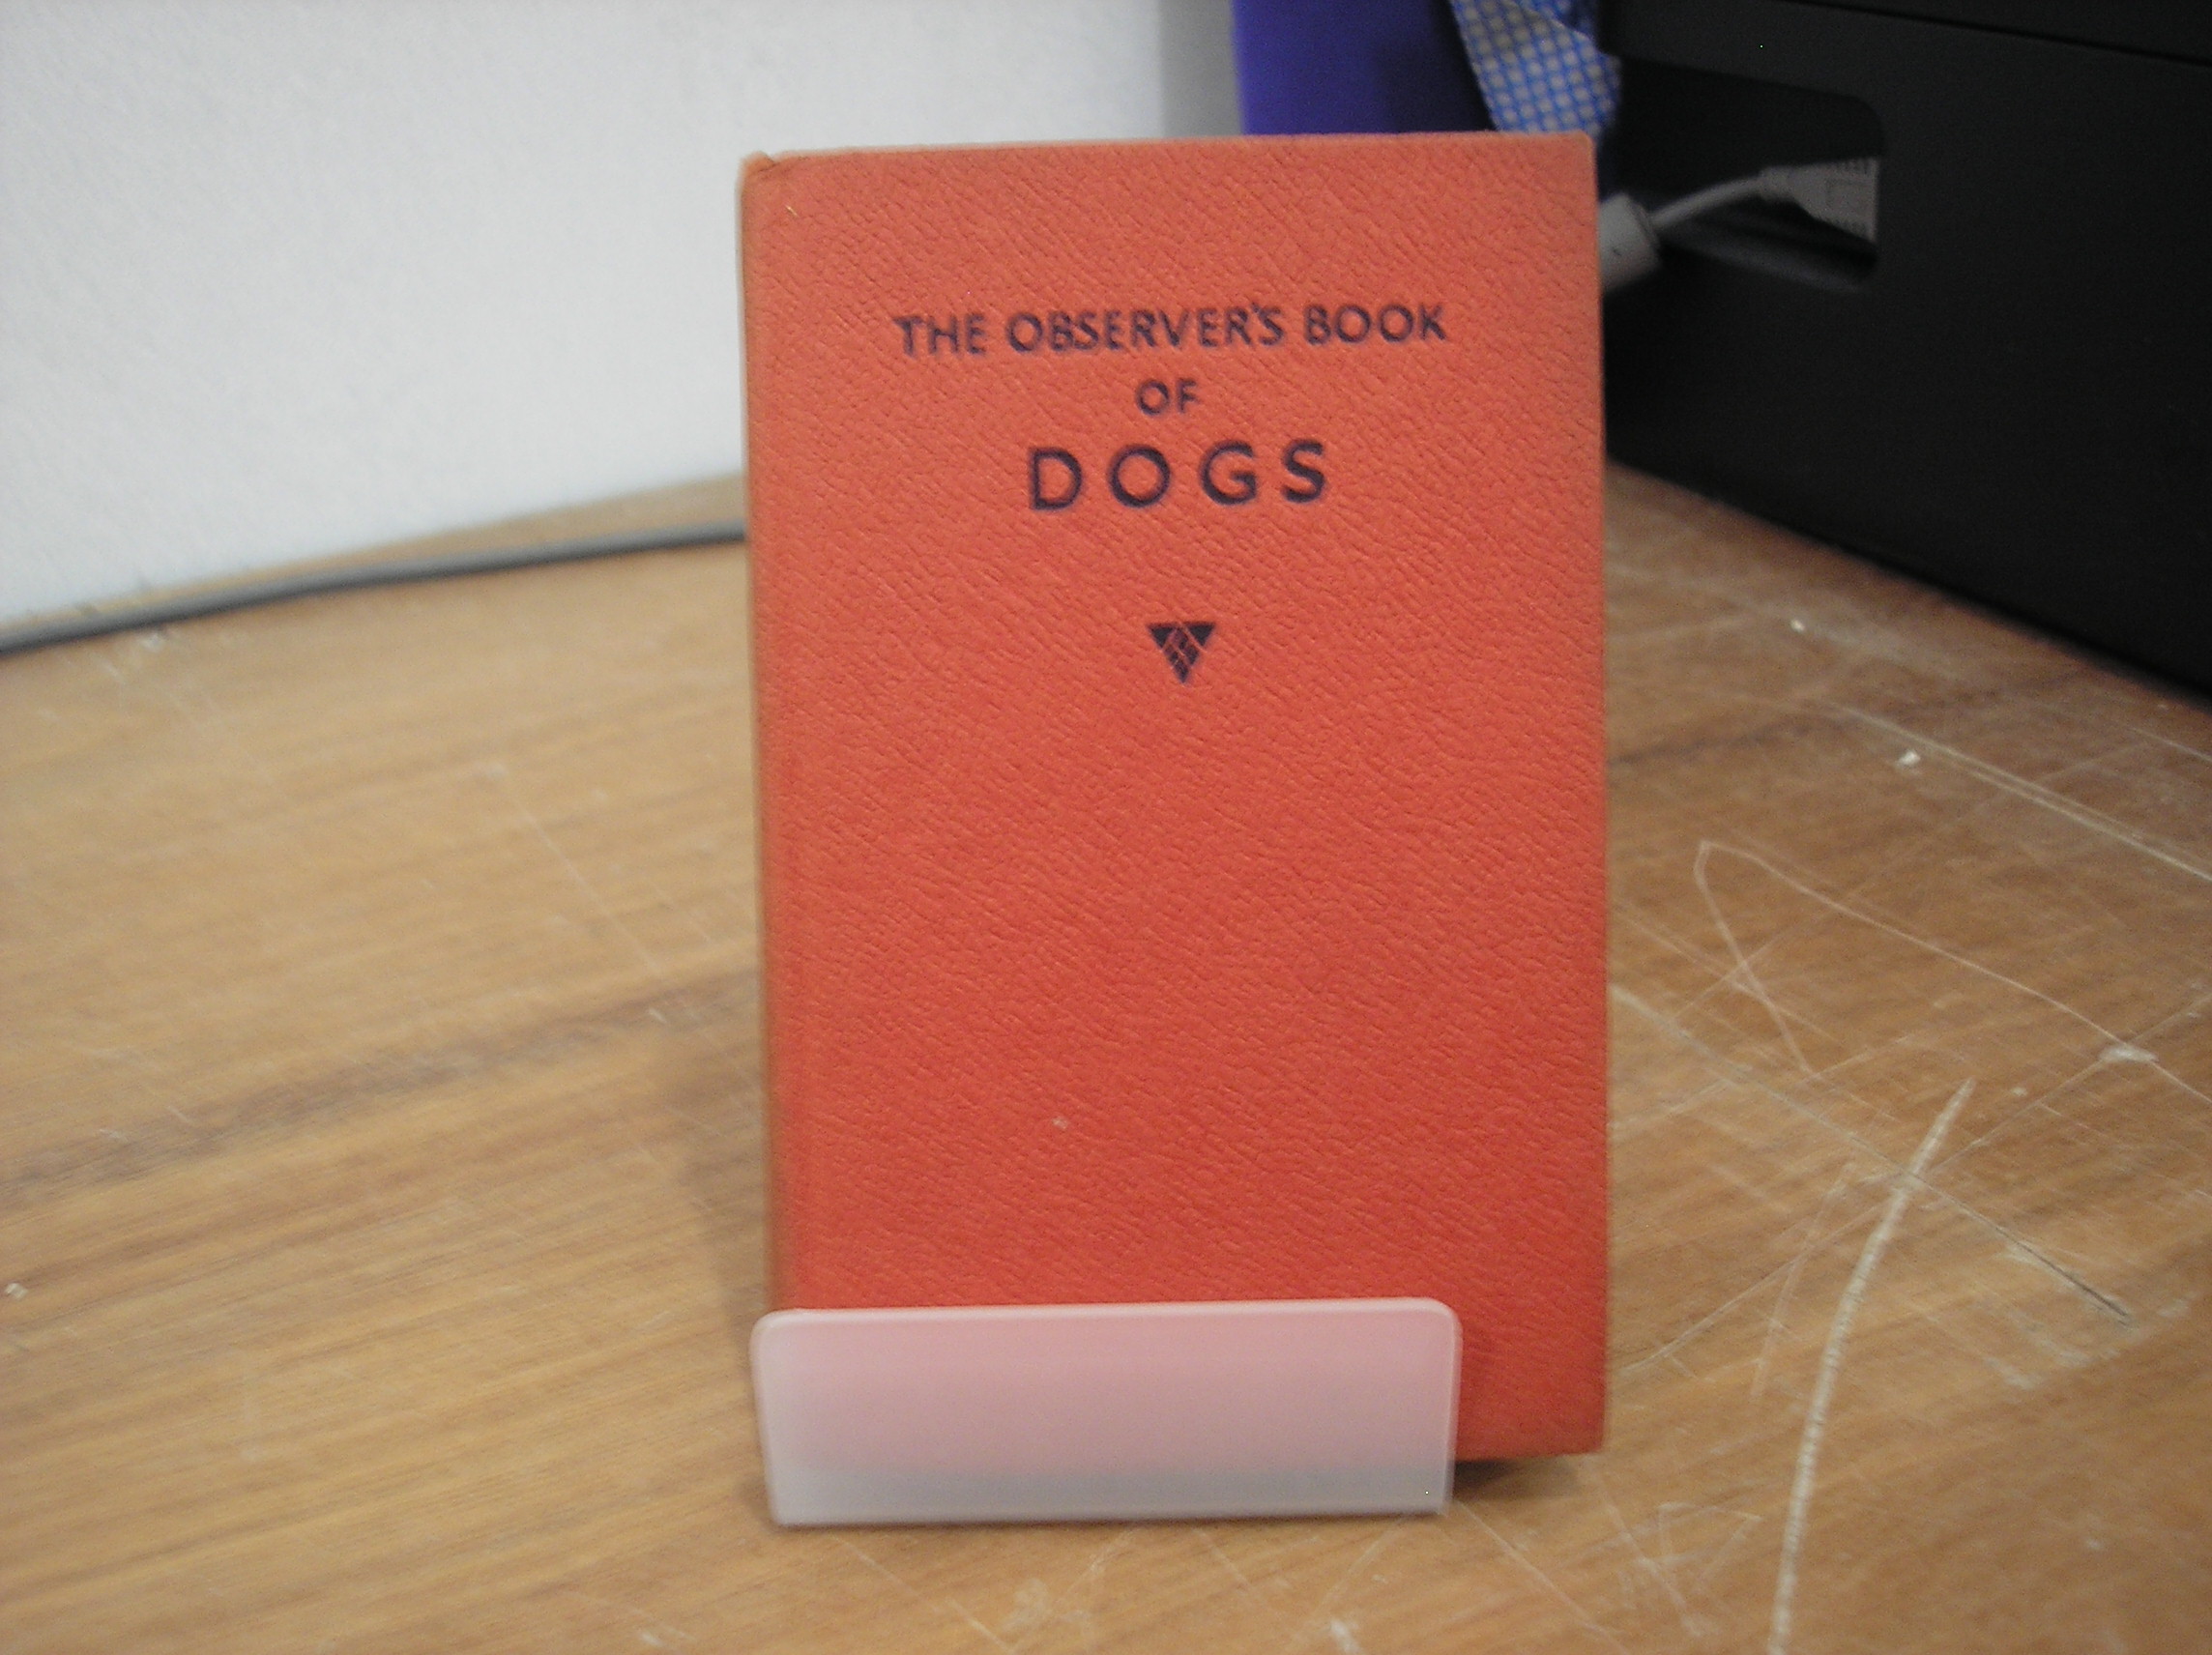 THE OBSERVER'S BOOK
OF
DOGS